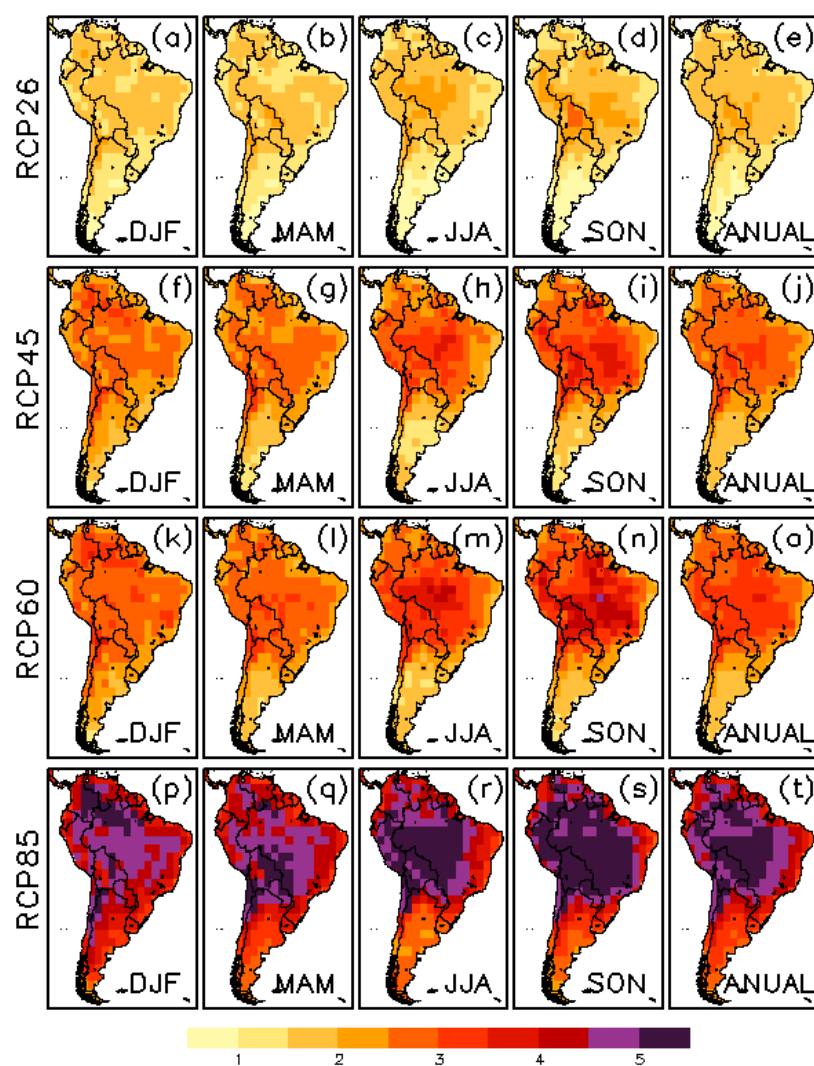 RCP26
(a) (b) (c) (d) (e)
DJF MAM JJA SON ANUAL
RCP45
(f) (g) (h) (i) (j)
DJF MAM JJA SON ANUAL
RCP60
(k) (l) (m) (n) (o)
DJF MAM JJA SON ANUAL
RCP85
(p) (q) (r) (s) (t)
DJF MAM JJA SON ANUAL
1 2 3 4 5